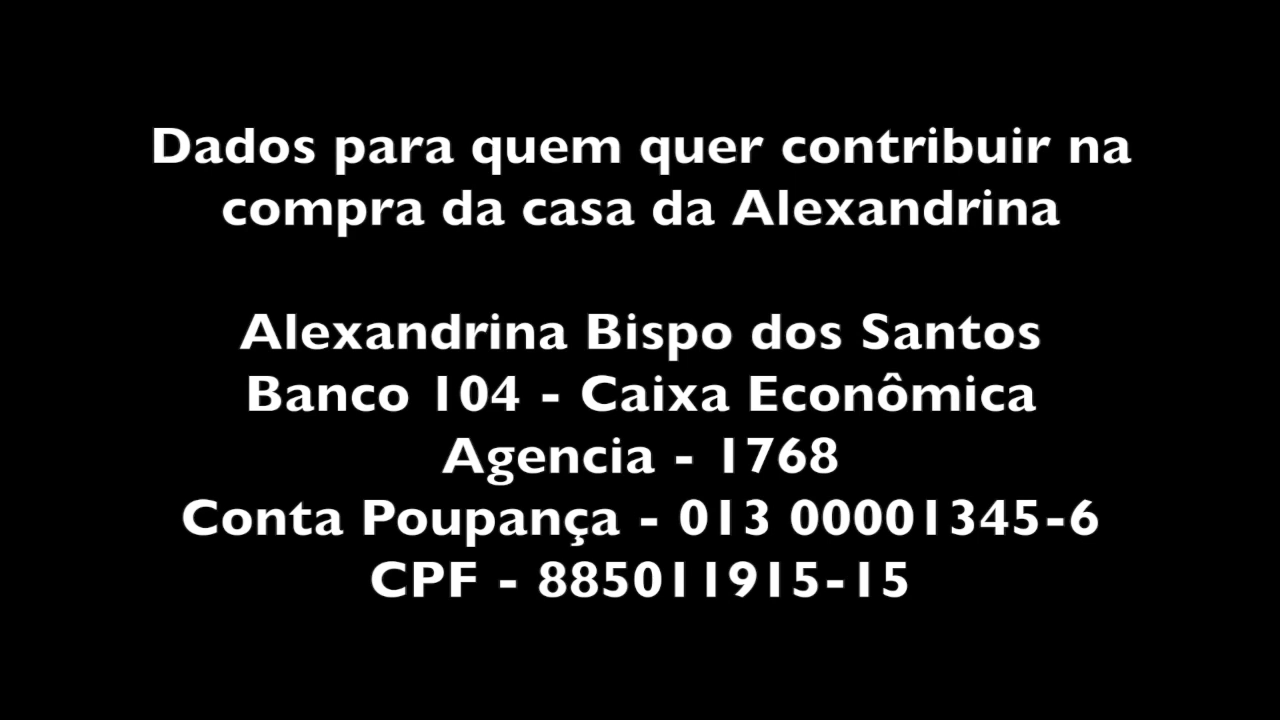 Dados para quem quer contribuir na
compra da casa da Alexandrina
Alexandrina Bispo dos Santos
Banco 104 - Caixa Econômica
Agencia - 1768
Conta Poupança - 013 00001345-6
CPF - 885011915-15